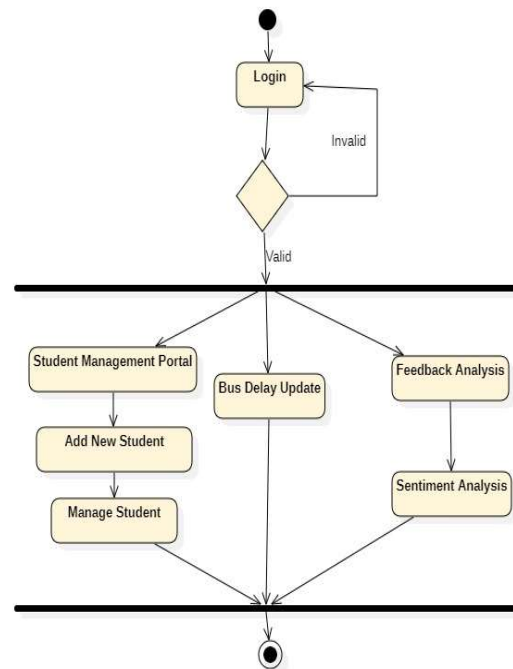 Login
Invalid
Valid
Student Management Portal
Bus Delay Update
Feedback Analysis
Add New Student
Manage Student
Sentiment Analysis